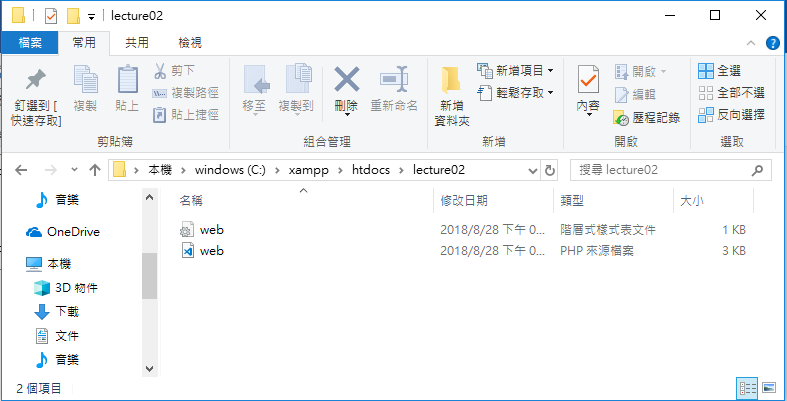 lecture02
檔案 常用 共用 檢視
釘選到 [快速存取]
複製
貼上
剪下
複製路徑
貼上捷徑
剪貼簿
移至
複製到
刪除
重新命名
組合管理
新增資料夾
新增項目
輕鬆存取
新增
內容
開啟
編輯
歷程記錄
開啟
全選
全部不選
反向選擇
選取
本機 windows (C:) xampp htdocs lecture02
搜尋 lecture02
音樂
OneDrive
本機
3D 物件
下載
文件
音樂
名稱 修改日期 類型 大小
web 2018/8/28 下午 0... 階層式樣式表文件 1 KB
web 2018/8/28 下午 0... PHP 來源檔案 3 KB
2 個項目